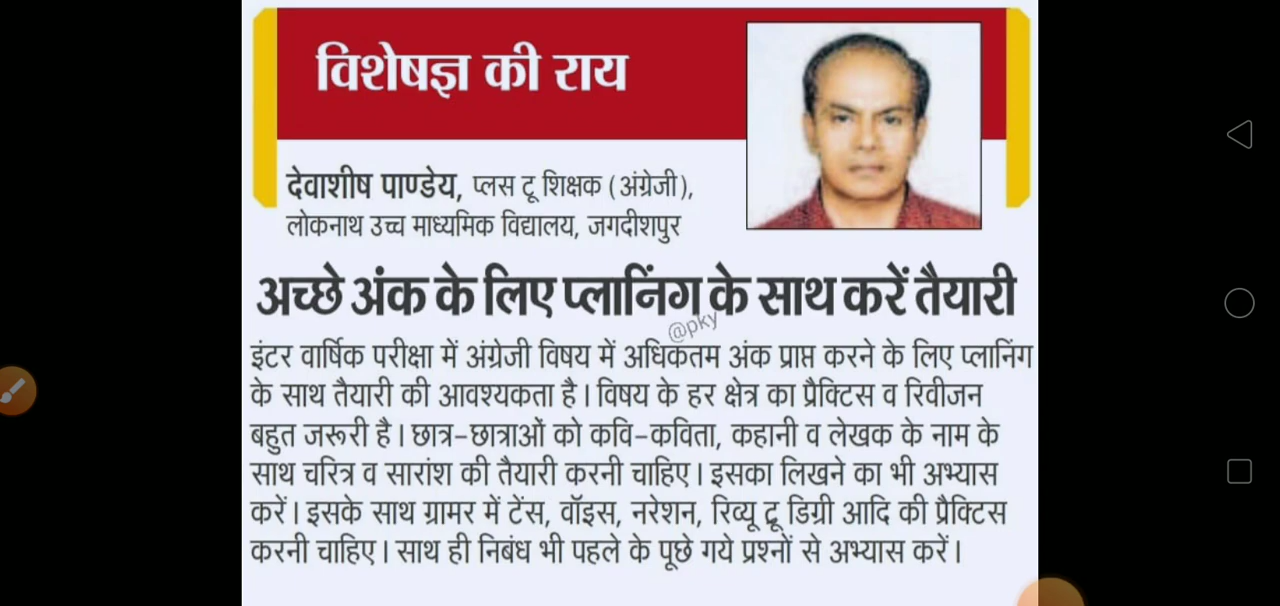 विशेषज्ञ की राय
देवाशीष पाण्डेय, प्लस टू शिक्षक (अंग्रेजी),
लोकनाथ उच्च माध्यमिक विद्यालय, जगदीशपुर
अच्छे अंक के लिए प्लानिंग के साथ करें तैयारी
@pky
इंटर वार्षिक परीक्षा में अंग्रेजी विषय में अधिकतम अंक प्राप्त करने के लिए प्लानिंग
के साथ तैयारी की आवश्यकता है। विषय के हर क्षेत्र का प्रैक्टिस व रिवीजन
बहुत जरूरी है। छात्र-छात्राओं को कवि-कविता, कहानी व लेखक के नाम के
साथ चरित्र व सारांश की तैयारी करनी चाहिए। इसका लिखने का भी अभ्यास
करें। इसके साथ ग्रामर में टेंस, वॉइस, नरेशन, रिव्यू ट्रू डिग्री आदि की प्रैक्टिस
करनी चाहिए। साथ ही निबंध भी पहले के पूछे गये प्रश्नों से अभ्यास करें।